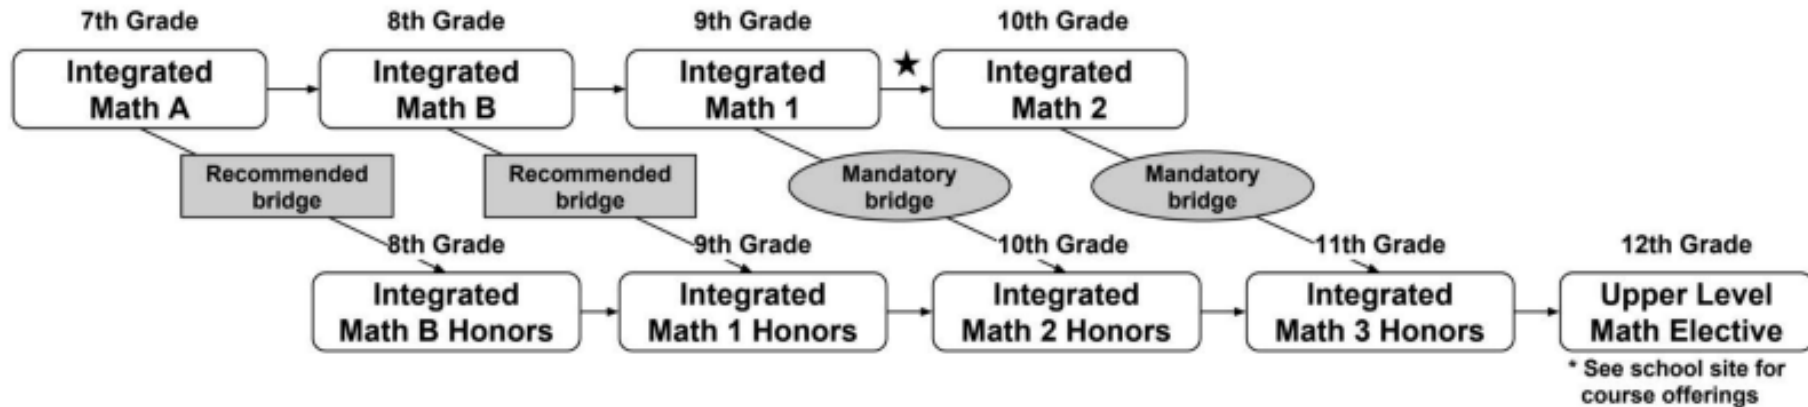 7th Grade
8th Grade
9th Grade
10th Grade
Integrated
Math A
Integrated
Math B
Integrated
Math 1
Integrated
Math 2
Recommended
bridge
Recommended
bridge
Mandatory
bridge
Mandatory
bridge
8th Grade
9th Grade
10th Grade
11th Grade
12th Grade
Integrated
Math B Honors
Integrated
Math 1 Honors
Integrated
Math 2 Honors
Integrated
Math 3 Honors
Upper Level
Math Elective
* See school site for
course offerings